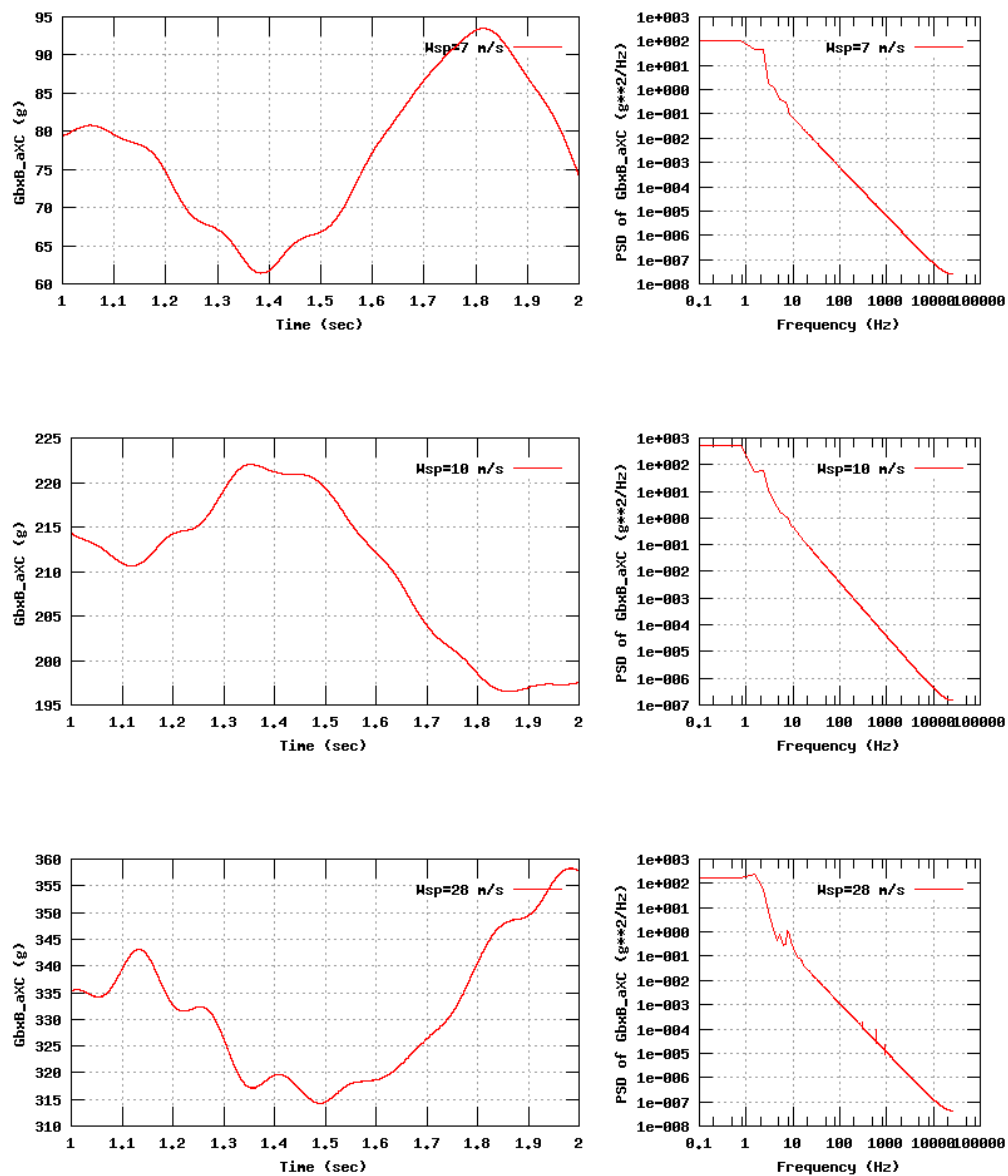 95
90
85
80
75
70
65
60
GbxB_aXC (g)
Wsp=7 m/s
1 1.1 1.2 1.3 1.4 1.5 1.6 1.7 1.8 1.9 2
Time (sec)
1e+003
1e+002
1e+001
1e+000
1e-001
1e-002
1e-003
1e-004
1e-005
1e-006
1e-007
1e-008
PSD of GbxB_aXC (g**2/Hz)
Wsp=7 m/s
0.1 1 10 100 1000 10000 100000
Frequency (Hz)
225
220
215
210
205
200
195
GbxB_aXC (g)
Wsp=10 m/s
1 1.1 1.2 1.3 1.4 1.5 1.6 1.7 1.8 1.9 2
Time (sec)
1e+003
1e+002
1e+001
1e+000
1e-001
1e-002
1e-003
1e-004
1e-005
1e-006
1e-007
PSD of GbxB_aXC (g**2/Hz)
Wsp=10 m/s
0.1 1 10 100 1000 10000 100000
Frequency (Hz)
360
355
350
345
340
335
330
325
320
315
310
GbxB_aXC (g)
Wsp=28 m/s
1 1.1 1.2 1.3 1.4 1.5 1.6 1.7 1.8 1.9 2
Time (sec)
1e+003
1e+002
1e+001
1e+000
1e-001
1e-002
1e-003
1e-004
1e-005
1e-006
1e-007
1e-008
PSD of GbxB_aXC (g**2/Hz)
Wsp=28 m/s
0.1 1 10 100 1000 10000 100000
Frequency (Hz)